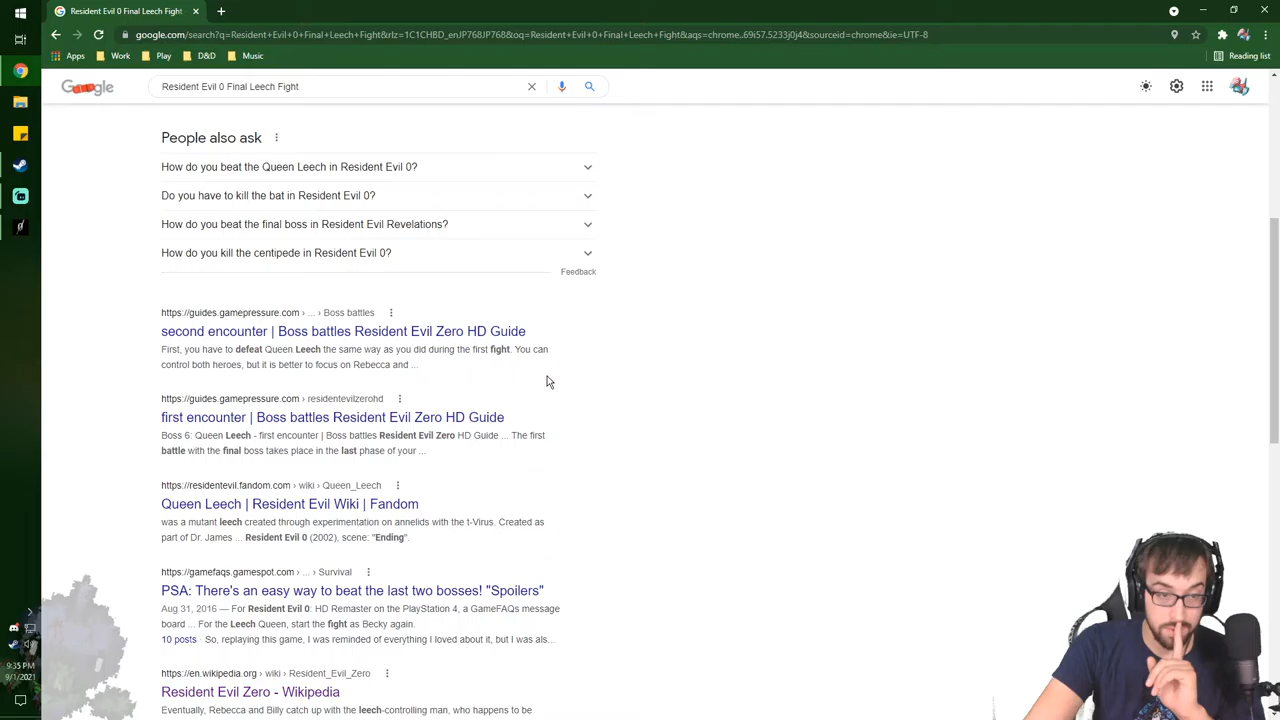 Resident Evil 0 Final Leech Fight
google.com/search?q=Resident+Evil+0+Final+Leech+Fight&rlz=1C1CHBD_enJP768JP768&oq=Resident+Evil+0+Final+Leech+Fight&aqs=chrome..69i57.5233j0j4&sourceid=chrome&ie=UTF-8
Apps Work Play D&D Music Reading list
Google Resident Evil 0 Final Leech Fight
People also ask
How do you beat the Queen Leech in Resident Evil 0?
Do you have to kill the bat in Resident Evil 0?
How do you beat the final boss in Resident Evil Revelations?
How do you kill the centipede in Resident Evil 0?
Feedback
https://guides.gamepressure.com › ... › Boss battles
second encounter | Boss battles Resident Evil Zero HD Guide
First, you have to defeat Queen Leech the same way as you did during the first fight. You can
control both heroes, but it is better to focus on Rebecca and ...
https://guides.gamepressure.com › residentevilzerohd
first encounter | Boss battles Resident Evil Zero HD Guide
Boss 6: Queen Leech - first encounter | Boss battles Resident Evil Zero HD Guide ... The first
battle with the final boss takes place in the last phase of your ...
https://residentevil.fandom.com › wiki › Queen_Leech
Queen Leech | Resident Evil Wiki | Fandom
was a mutant leech created through experimentation on annelids with the t-Virus. Created as
part of Dr. James ... Resident Evil 0 (2002), scene: "Ending".
https://gamefaqs.gamespot.com › ... › Survival
PSA: There's an easy way to beat the last two bosses! "Spoilers"
Aug 31, 2016 — For Resident Evil 0: HD Remaster on the PlayStation 4, a GameFAQs message
board ... For the Leech Queen, start the fight as Becky again.
10 posts · So, replaying this game, I was reminded of everything I loved about it, but I was als...
https://en.wikipedia.org › wiki › Resident_Evil_Zero
Resident Evil Zero - Wikipedia
Eventually, Rebecca and Billy catch up with the leech-controlling man, who happens to be
9:35 PM
9/1/2021